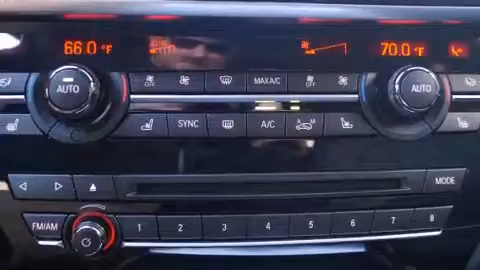 66.0 °F AUTO 70.0 °F
AUTO OFF MAX A/C OFF AUTO
SYNC A/C A M
MODE
FM/AM 1 2 3 4 5 6 7 8